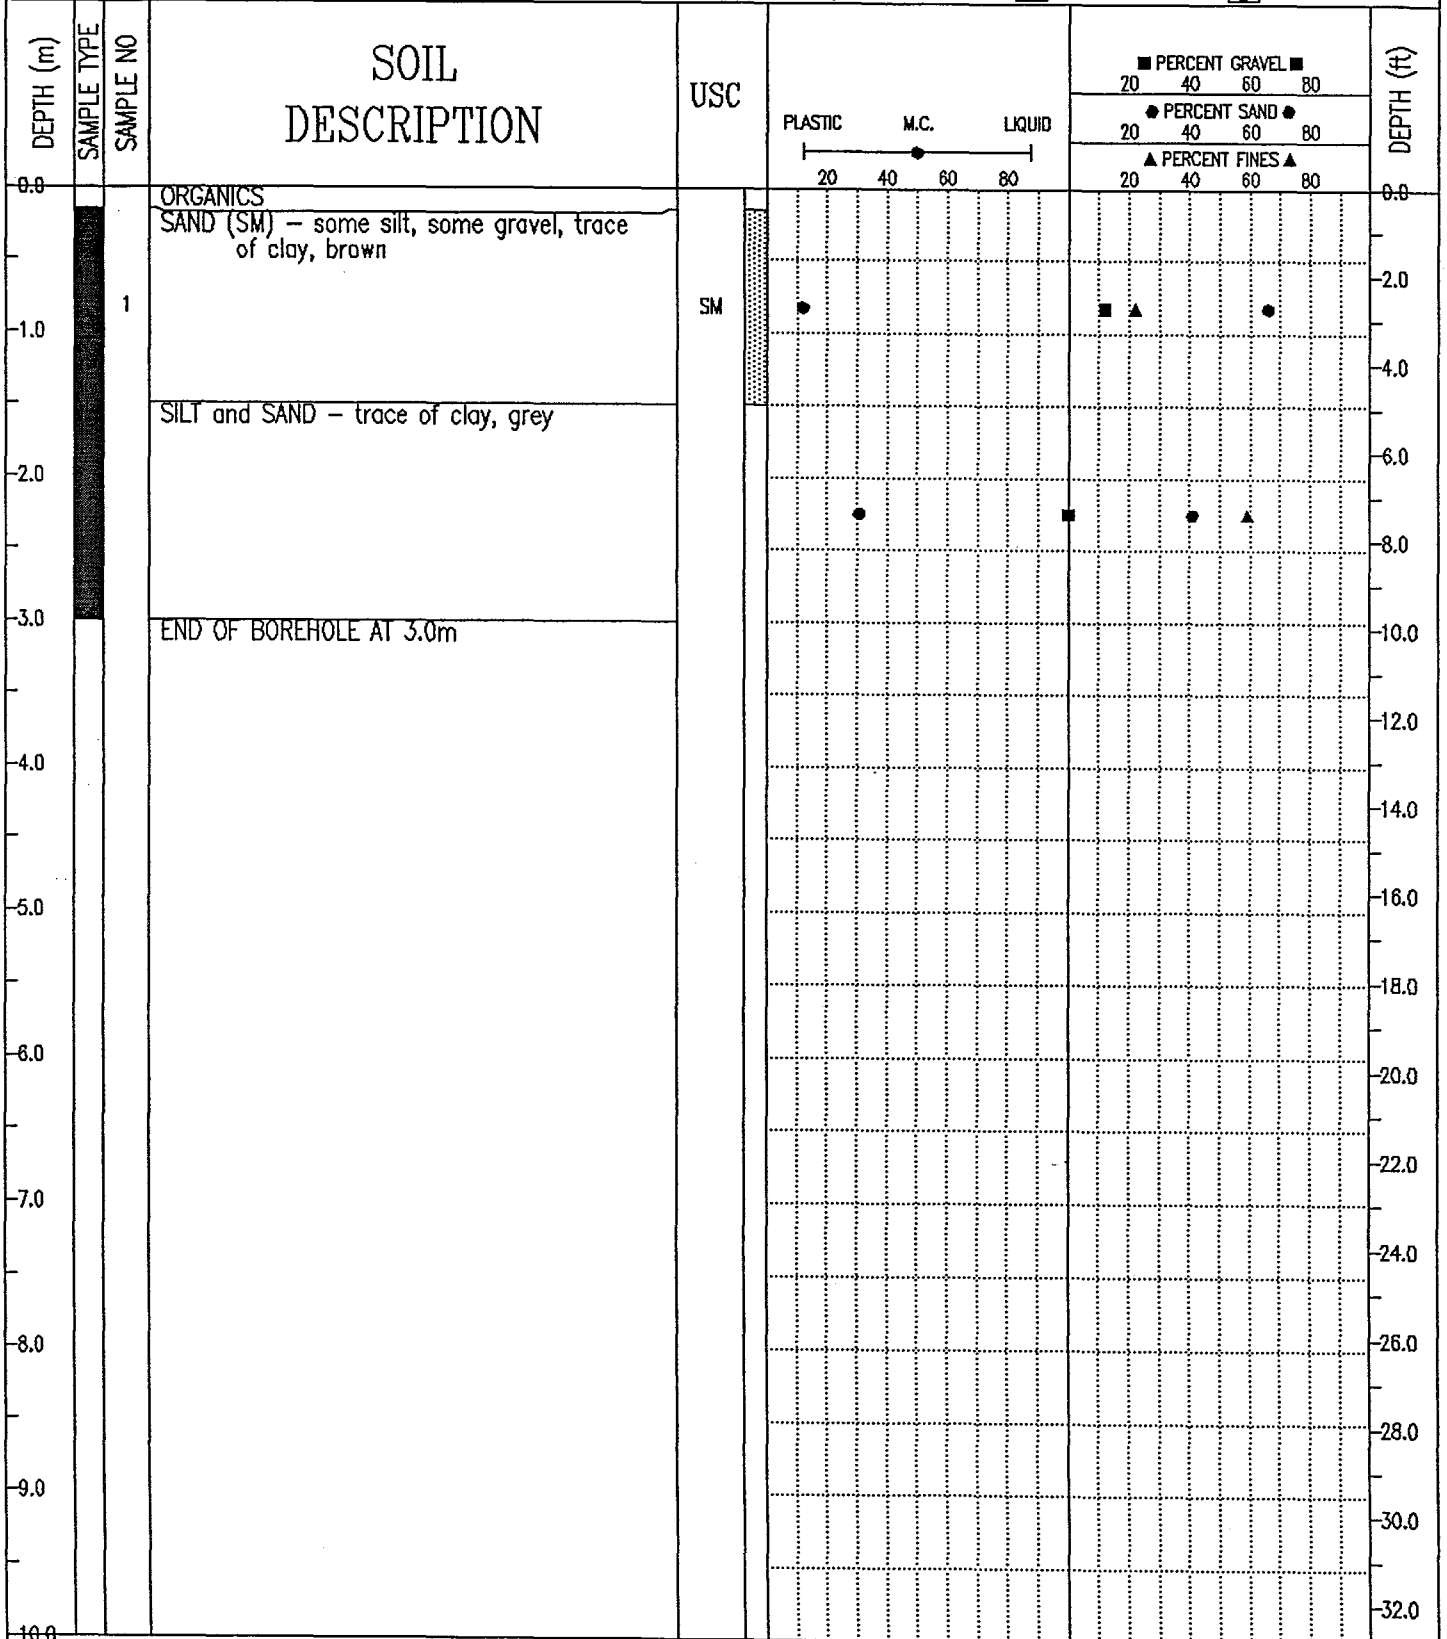 DEPTH (m)
SAMPLE TYPE
SAMPLE NO
SOIL
DESCRIPTION
USC
PLASTIC M.C. LIQUID
20 40 60 80
■ PERCENT GRAVEL ■
20 40 60 80
● PERCENT SAND ●
20 40 60 80
▲ PERCENT FINES ▲
20 40 60 80
DEPTH (ft)
0.0
ORGANICS
SAND (SM) – some silt, some gravel, trace
of clay, brown
1
SM
1.0
SILT and SAND – trace of clay, grey
2.0
3.0
END OF BOREHOLE AT 3.0m
4.0
5.0
6.0
7.0
8.0
9.0
10.0
0.0
2.0
4.0
6.0
8.0
10.0
12.0
14.0
16.0
18.0
20.0
22.0
24.0
26.0
28.0
30.0
32.0